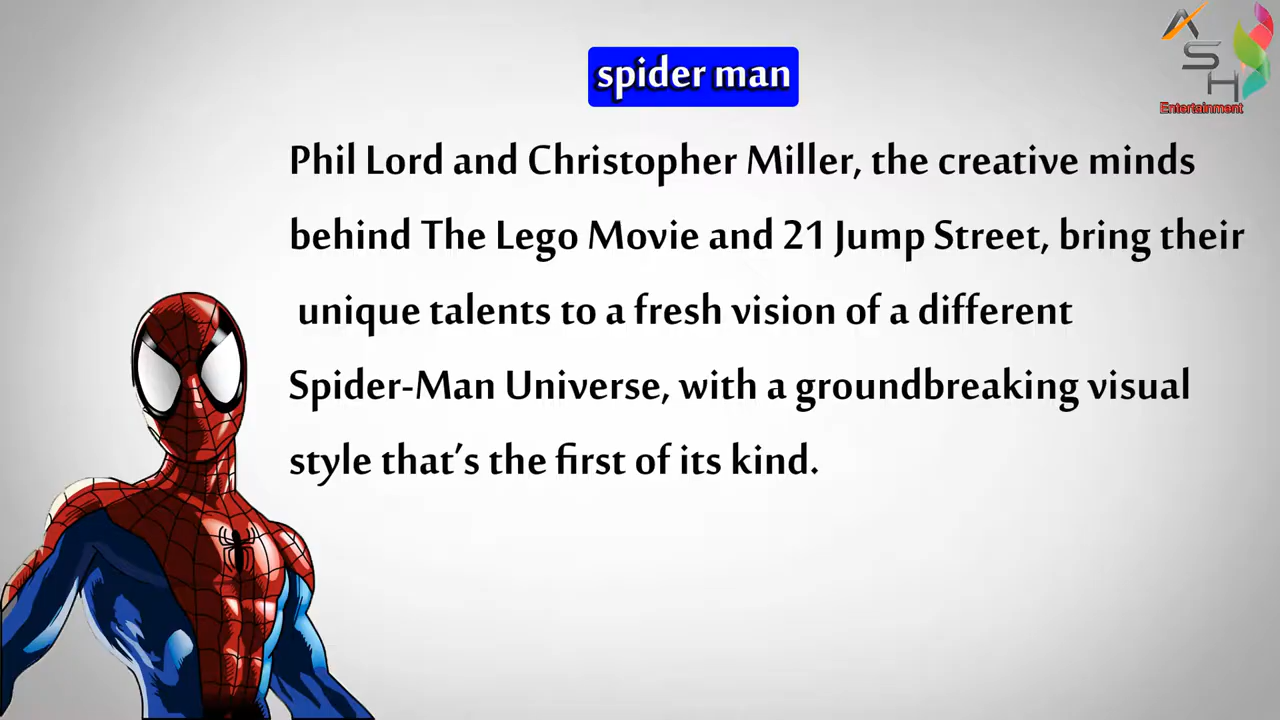 spider man
Phil Lord and Christopher Miller, the creative minds
behind The Lego Movie and 21 Jump Street, bring their
unique talents to a fresh vision of a different
Spider-Man Universe, with a groundbreaking visual
style that's the first of its kind.
ASH
Entertainment